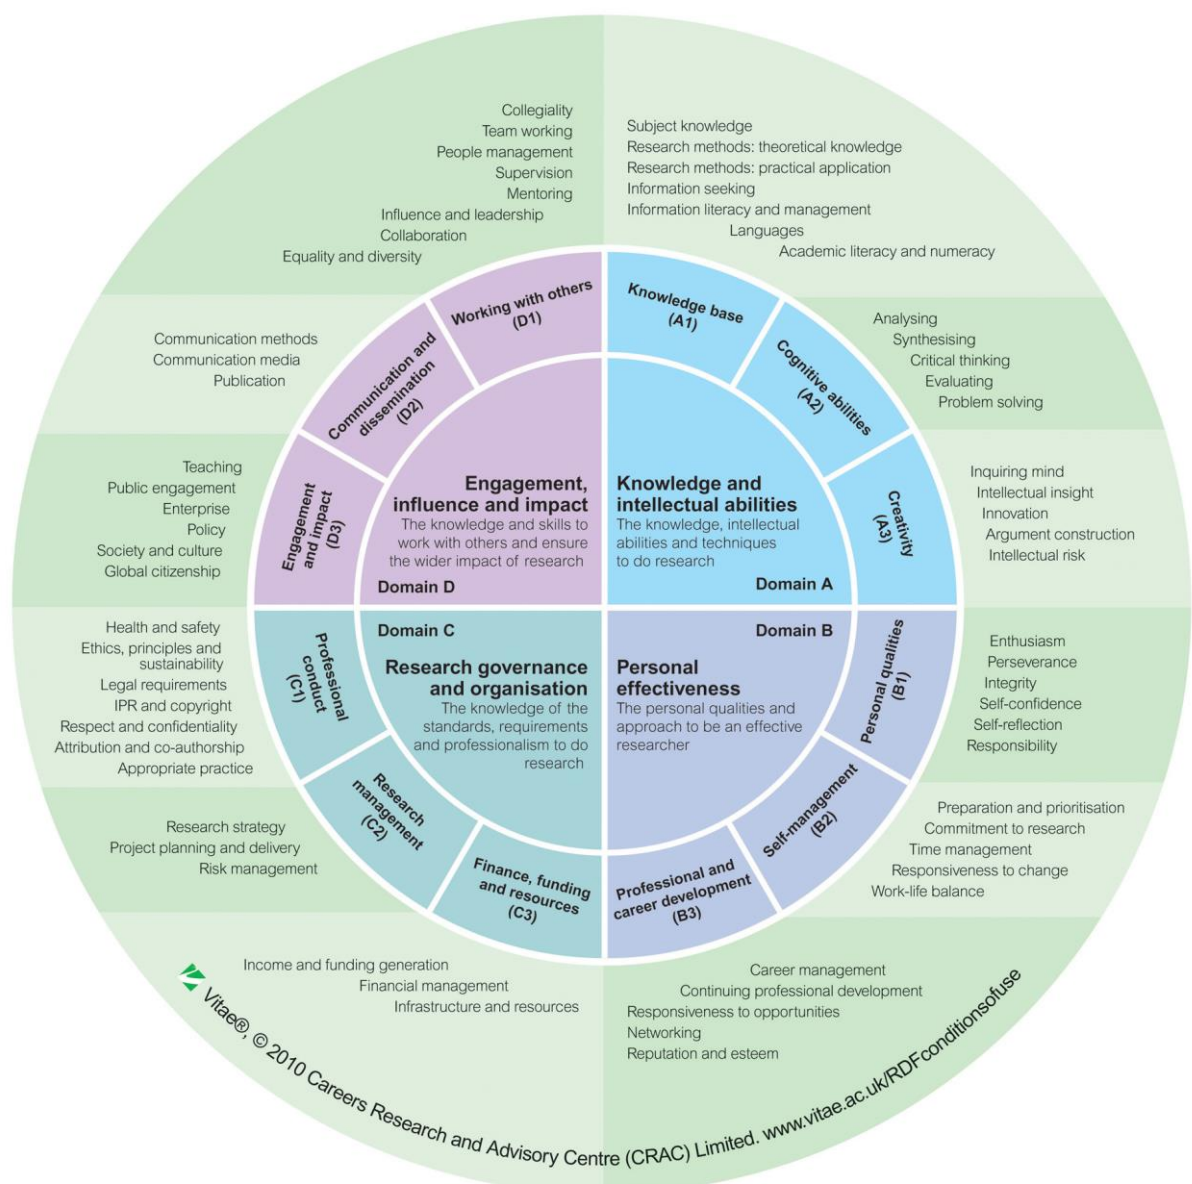 Collegiality
Team working
People management
Supervision
Mentoring
Influence and leadership
Collaboration
Equality and diversity
Subject knowledge
Research methods: theoretical knowledge
Research methods: practical application
Information seeking
Information literacy and management
Languages
Academic literacy and numeracy
Communication methods
Communication media
Publication
Analysing
Synthesising
Critical thinking
Evaluating
Problem solving
Teaching
Public engagement
Enterprise
Policy
Society and culture
Global citizenship
Inquiring mind
Intellectual insight
Innovation
Argument construction
Intellectual risk
Working with others
(D1)
Communication and
dissemination
(D2)
Engagement
and impact
(D3)
Knowledge base
(A1)
Cognitive abilities
(A2)
Creativity
(A3)
Engagement,
influence and impact
The knowledge and skills to
work with others and ensure
the wider impact of research
Domain D
Knowledge and
intellectual abilities
The knowledge, intellectual
abilities and techniques
to do research
Domain A
Domain C
Research governance
and organisation
The knowledge of the
standards, requirements
and professionalism to do
research
Domain B
Personal
effectiveness
The personal qualities and
approach to be an effective
researcher
Professional
conduct
(C1)
Research
management
(C2)
Finance, funding
and resources
(C3)
Personal qualities
(B1)
Self-management
(B2)
Professional and
career development
(B3)
Health and safety
Ethics, principles and
sustainability
Legal requirements
IPR and copyright
Respect and confidentiality
Attribution and co-authorship
Appropriate practice
Enthusiasm
Perseverance
Integrity
Self-confidence
Self-reflection
Responsibility
Research strategy
Project planning and delivery
Risk management
Preparation and prioritisation
Commitment to research
Time management
Responsiveness to change
Work-life balance
Income and funding generation
Financial management
Infrastructure and resources
Career management
Continuing professional development
Responsiveness to opportunities
Networking
Reputation and esteem
Vitae®, © 2010 Careers Research and Advisory Centre (CRAC) Limited. www.vitae.ac.uk/RDFconditionsofuse